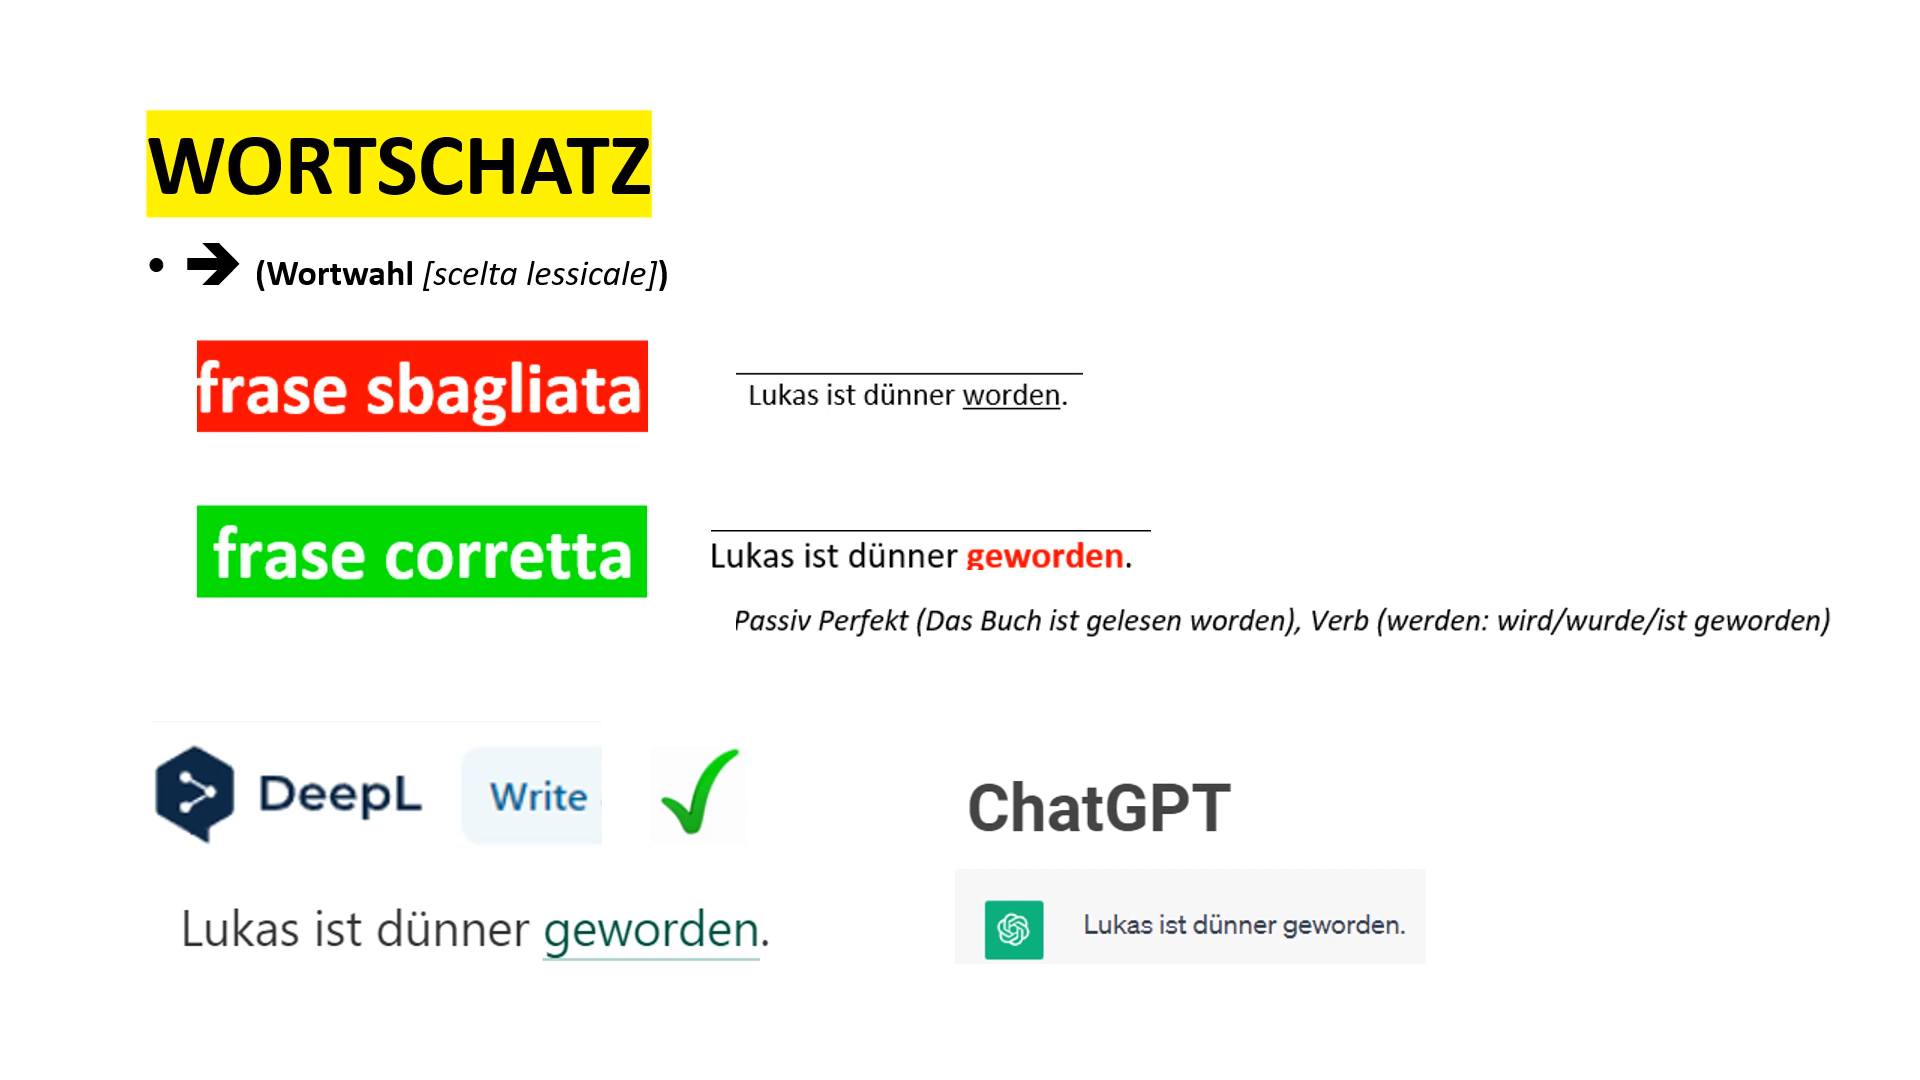 WORTSCHATZ
• ➔ (Wortwahl [scelta lessicale])
frase sbagliata
Lukas ist dünner worden.
frase corretta
Lukas ist dünner geworden.
Passiv Perfekt (Das Buch ist gelesen worden), Verb (werden: wird/wurde/ist geworden)
DeepL Write
ChatGPT
Lukas ist dünner geworden.
Lukas ist dünner geworden.